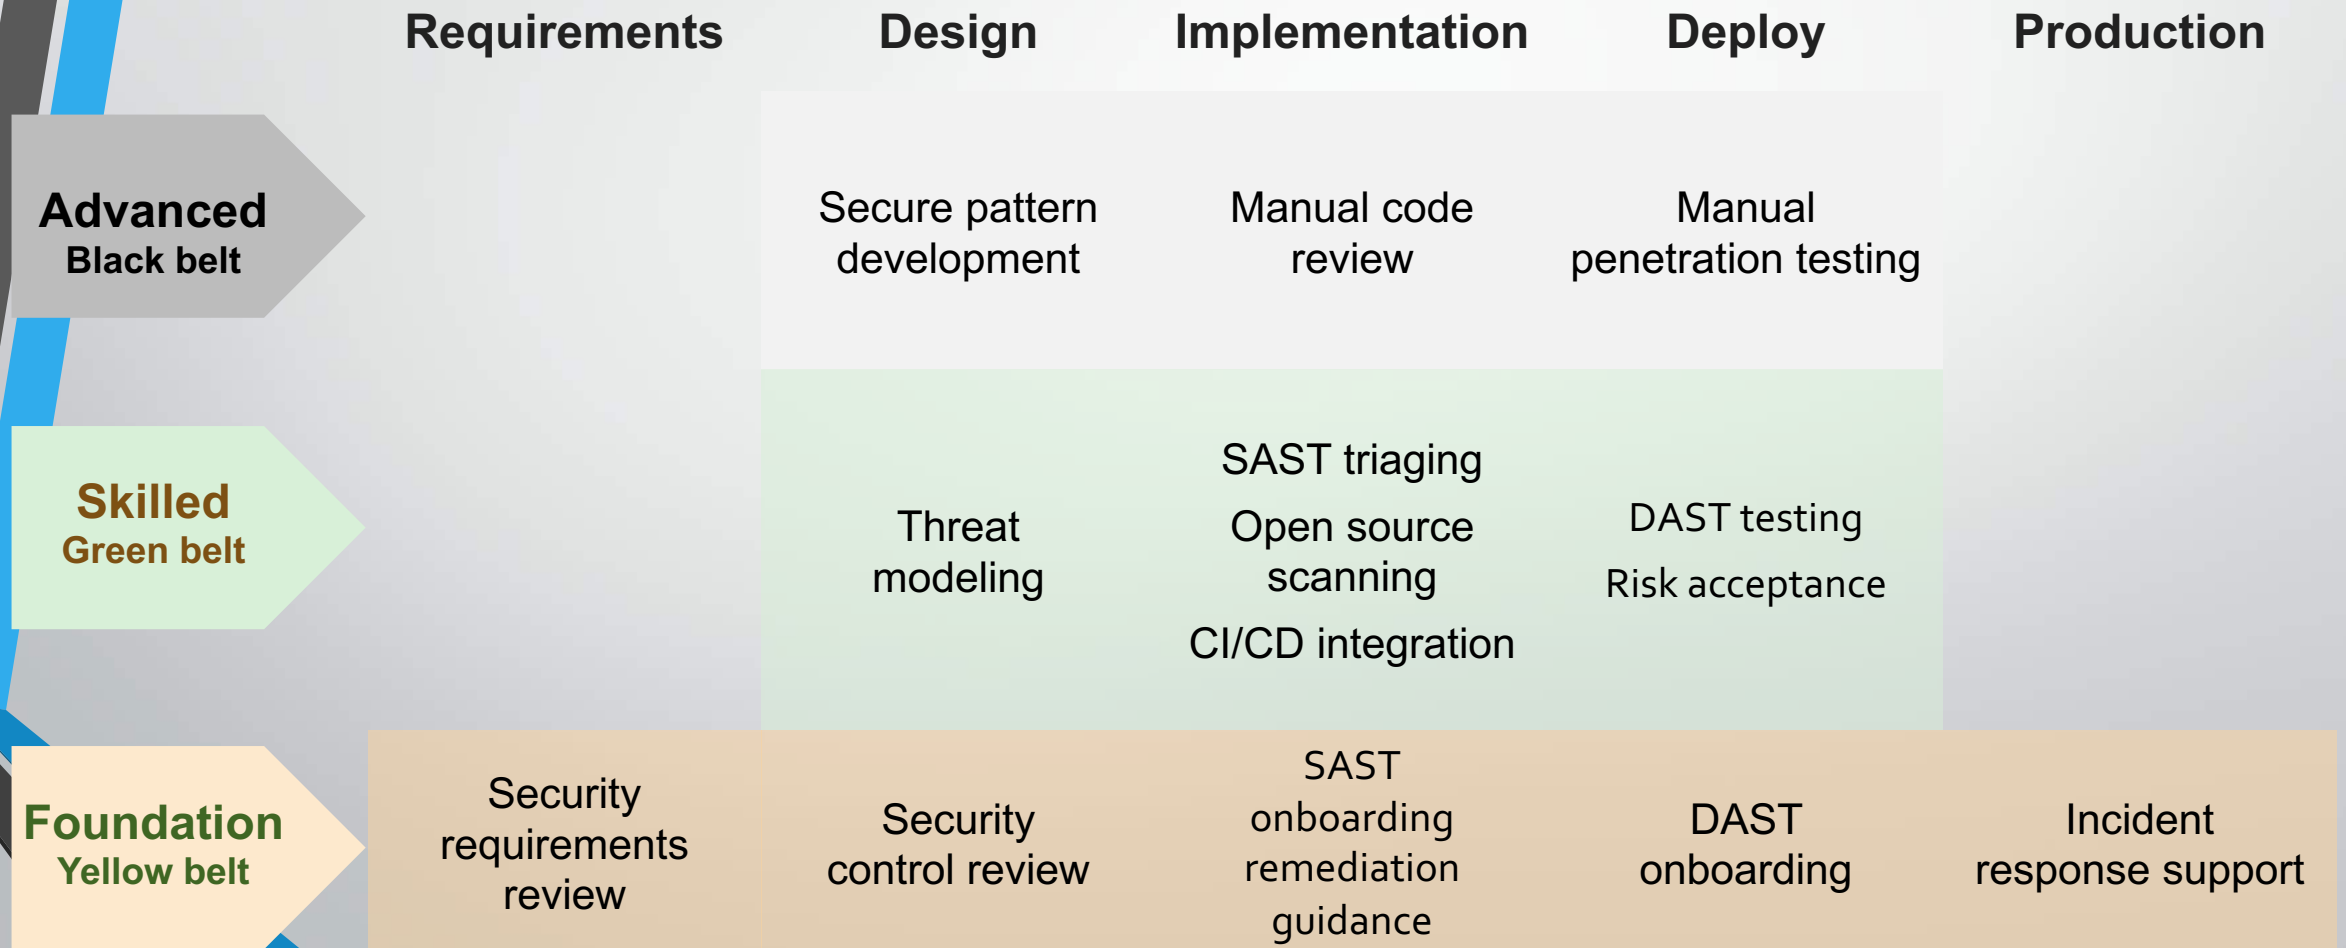 Requirements Design Implementation Deploy Production
Advanced
Black belt
Secure pattern
development
Manual code
review
Manual
penetration testing
Skilled
Green belt
Threat
modeling
SAST triaging
Open source
scanning
CI/CD integration
DAST testing
Risk acceptance
Foundation
Yellow belt
Security
requirements
review
Security
control review
SAST
onboarding
remediation
guidance
DAST
onboarding
Incident
response support